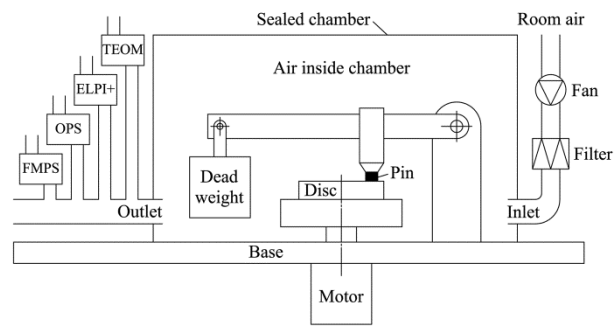 Sealed chamber
Room air
TEOM
Air inside chamber
ELPI+
Fan
OPS
Filter
FMPS
Dead
weight
Pin
Disc
Outlet
Inlet
Base
Motor